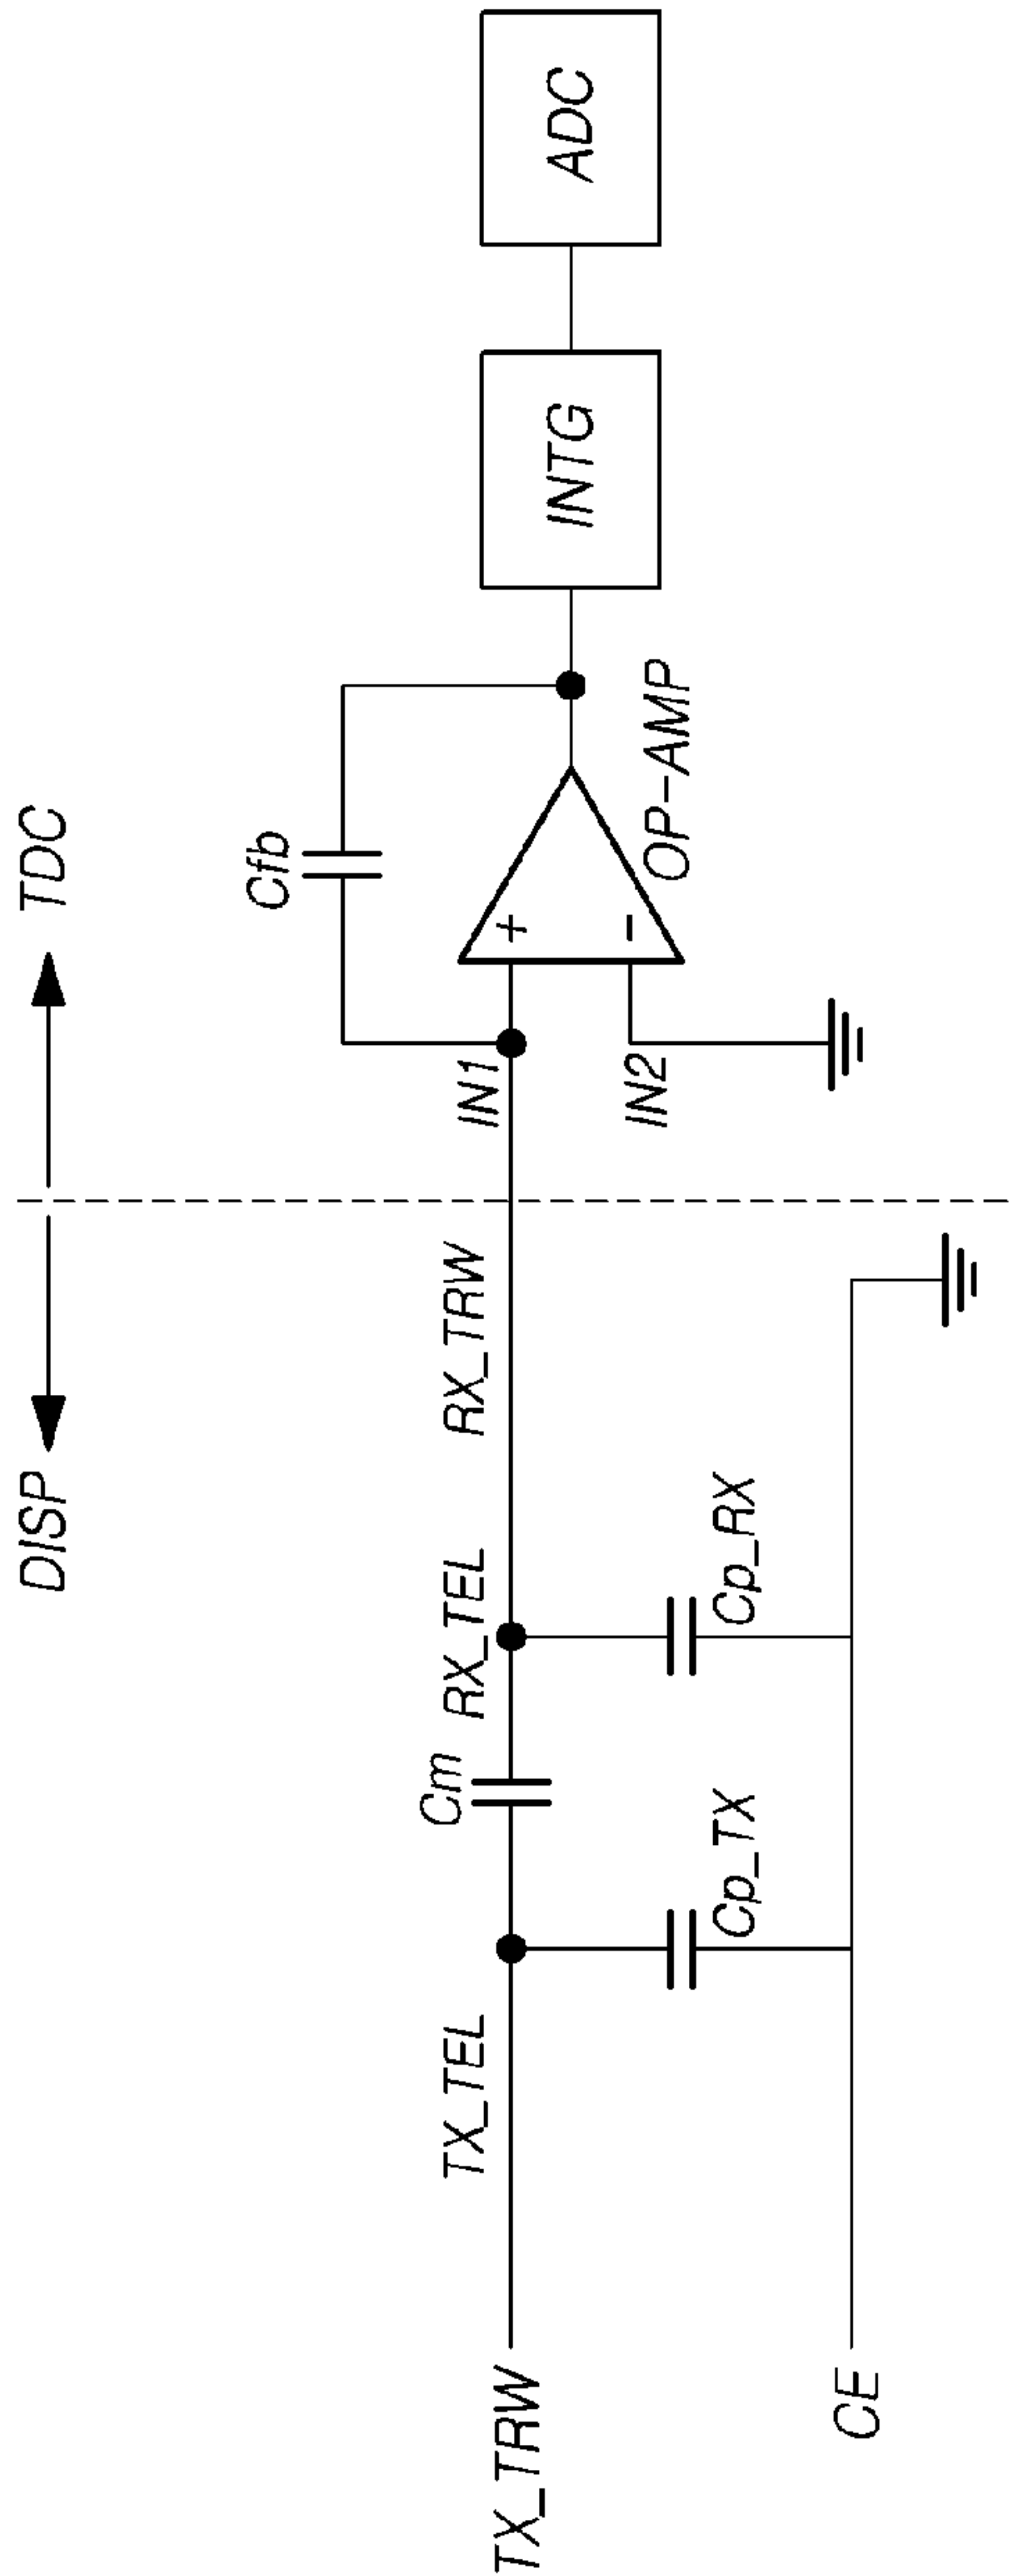 DISP
TDC
Cfb
TX_TRW
TX_TEL
Cm
RX_TEL
RX_TRW
IN1
+
−
IN2
OP-AMP
INTG
ADC
Cp_TX
Cp_RX
CE